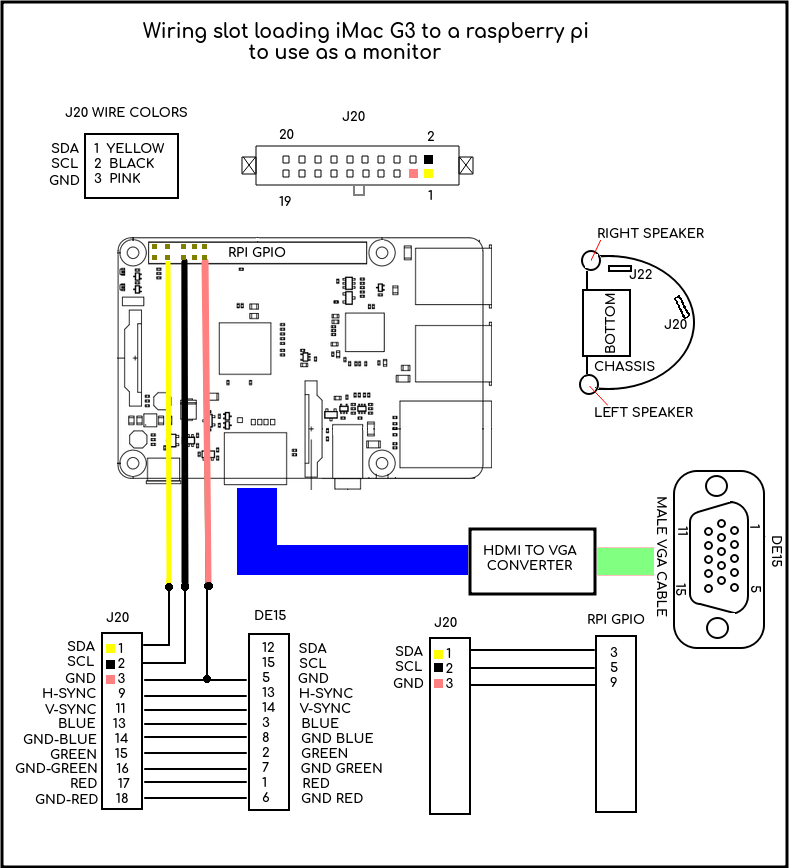 Wiring slot loading iMac G3 to a raspberry pi
to use as a monitor
J20 WIRE COLORS
SDA 1 YELLOW
SCL 2 BLACK
GND 3 PINK
J20
20 2
19 1
RPI GPIO
RIGHT SPEAKER
J22
J20
BOTTOM
CHASSIS
LEFT SPEAKER
HDMI TO VGA
CONVERTER
MALE VGA CABLE
11 1
15 5
DE15
J20 DE15
SDA 1 12 SDA
SCL 2 15 SCL
GND 3 5 GND
H-SYNC 9 13 H-SYNC
V-SYNC 11 14 V-SYNC
BLUE 13 3 BLUE
GND-BLUE 14 8 GND BLUE
GREEN 15 2 GREEN
GND-GREEN 16 7 GND GREEN
RED 17 1 RED
GND-RED 18 6 GND RED
J20 RPI GPIO
SDA 1 3
SCL 2 5
GND 3 9